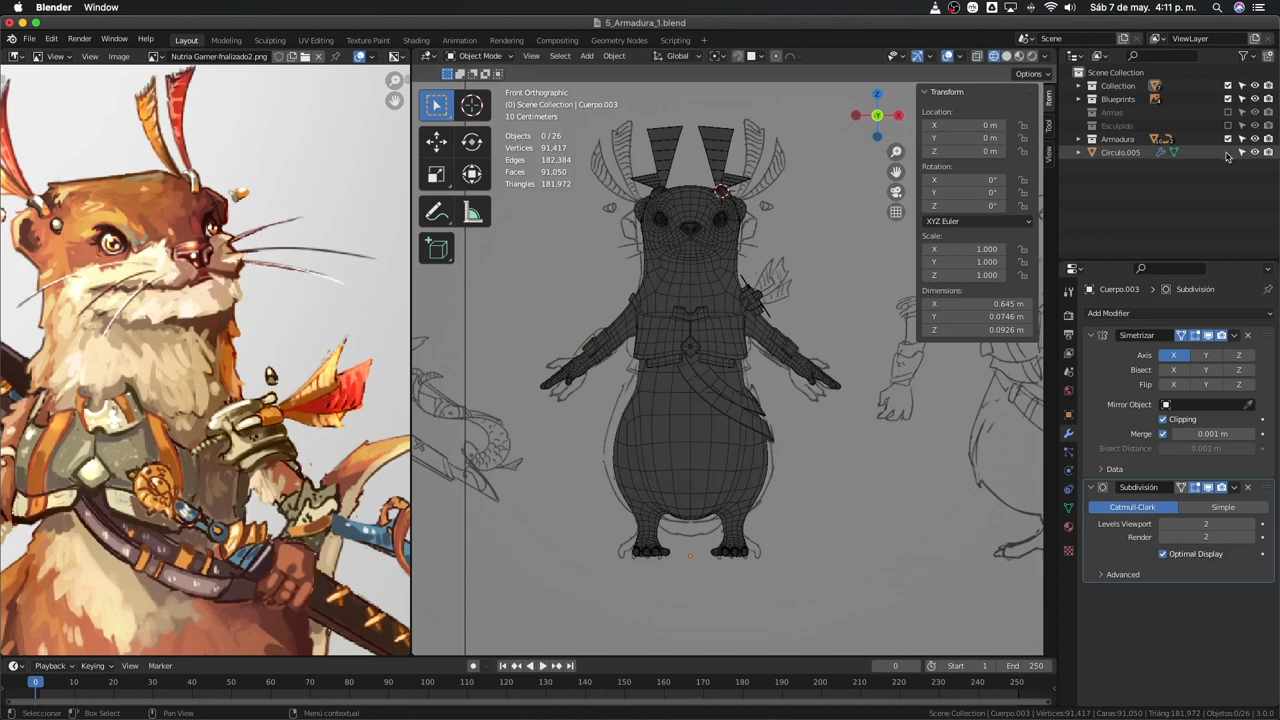 Blender Window
Sáb 7 de may. 4:11 p. m.
5_Armadura_1.blend
File Edit Render Window Help
Layout Modeling Sculpting UV Editing Texture Paint Shading Animation Rendering Compositing Geometry Nodes Scripting
Scene
ViewLayer
View Image
Nutria Gamer-fnalizado2.png
Object Mode View Select Add Object
Global
Options
Front Orthographic
(0) Scene Collection | Cuerpo.003
10 Centimeters
Objects 0/26
Vertices 91,417
Edges 182,384
Faces 91,050
Triangles 181,972
Z
Y
X
Transform
Location:
X 0 m
Y 0 m
Z 0 m
Rotation:
X 0°
Y 0°
Z 0°
XYZ Euler
Scale:
X 1.000
Y 1.000
Z 1.000
Dimensions:
X 0.645 m
Y 0.0746 m
Z 0.0926 m
Item
Tool
View
Scene Collection
Collection
Blueprints
Armas
Esculpido
Armadura
Círculo.005
Cuerpo.003 > Subdivisión
Add Modifier
Simetrizar
Axis X Y Z
Bisect X Y Z
Flip X Y Z
Mirror Object
Clipping
Merge 0.001 m
Bisect Distance 0.001 m
Data
Subdivisión
Catmull-Clark Simple
Levels Viewport 2
Render 2
Optimal Display
Advanced
Playback Keying View Marker
0 Start 1 End 250
0 10 20 30 40 50 60 70 80 90 100 110 120 130 140 150 160 170 180 190 200 210 220 230 240 250
Seleccionar Box Select Pan View Menú contextual
Scene Collection | Cuerpo.003 | Vértices:91,417 | Caras:91,050 | Triáng:181,972 | Objetos:0/26 | 3.0.0